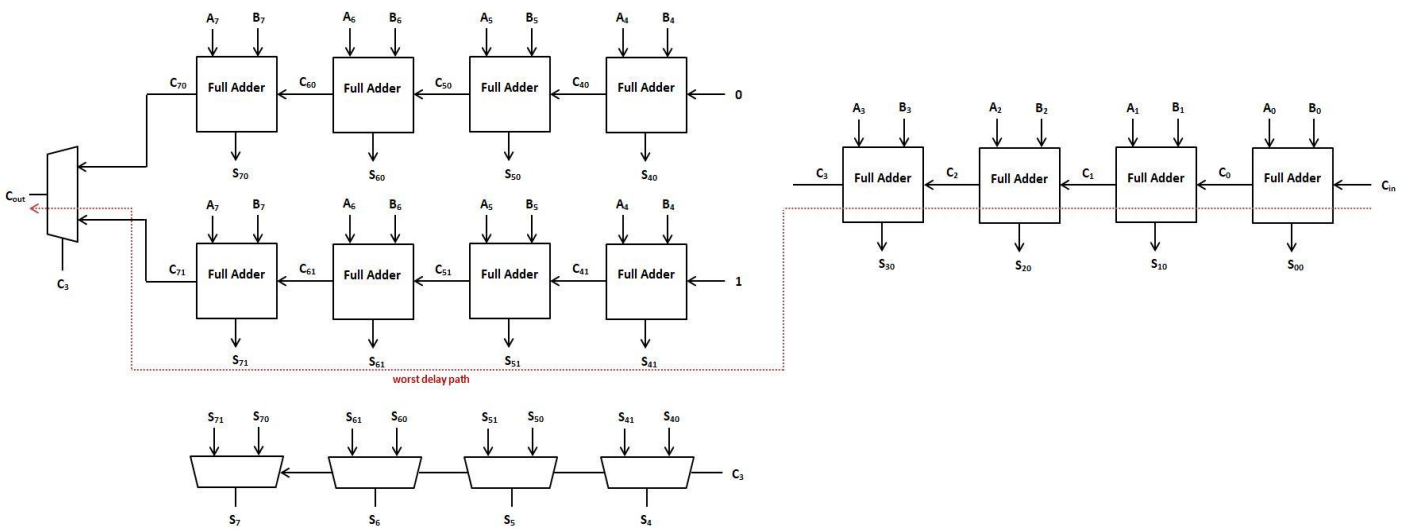 A₇ B₇ A₆ B₆ A₅ B₅ A₄ B₄
C₇₀ Full Adder C₆₀ Full Adder C₅₀ Full Adder C₄₀ Full Adder 0
S₇₀ S₆₀ S₅₀ S₄₀
A₃ B₃ A₂ B₂ A₁ B₁ A₀ B₀
C₃ Full Adder C₂ Full Adder C₁ Full Adder C₀ Full Adder Cᵢₙ
S₃₀ S₂₀ S₁₀ S₀₀
Cₒᵤₜ
C₃
A₇ B₇ A₆ B₆ A₅ B₅ A₄ B₄
C₇₁ Full Adder C₆₁ Full Adder C₅₁ Full Adder C₄₁ Full Adder 1
S₇₁ S₆₁ S₅₁ S₄₁
worst delay path
S₇₁ S₇₀ S₆₁ S₆₀ S₅₁ S₅₀ S₄₁ S₄₀
C₃
S₇ S₆ S₅ S₄